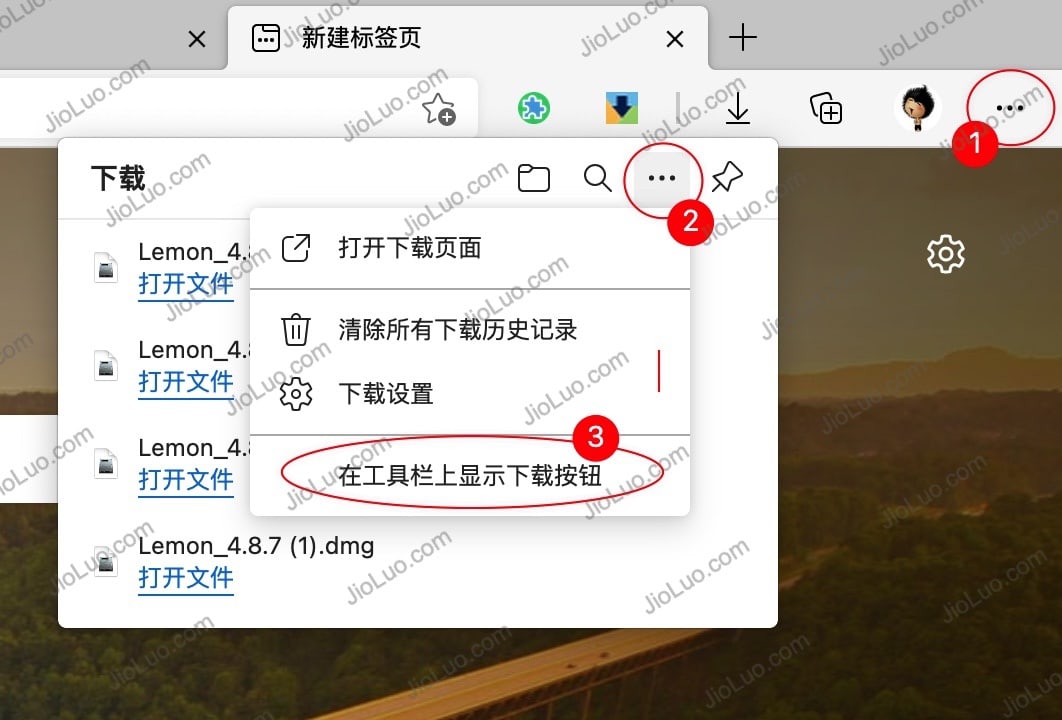 新建标签页
1
下载
2
Lemon_4.8
打开文件
打开下载页面
Lemon_4.8
打开文件
清除所有下载历史记录
下载设置
3
Lemon_4.8
打开文件
在工具栏上显示下载按钮
Lemon_4.8.7 (1).dmg
打开文件
JioLuo.com